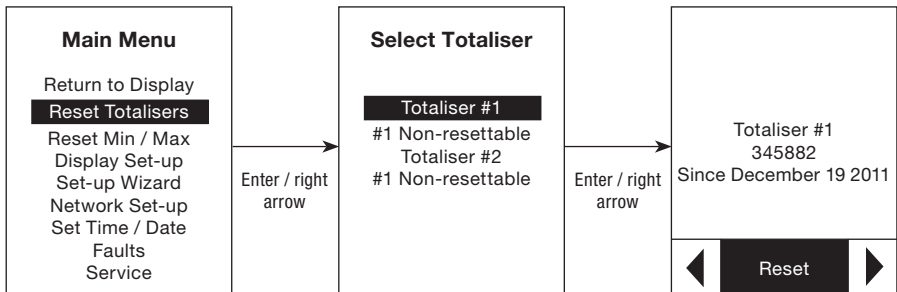 Main Menu
Return to Display
Reset Totalisers
Reset Min / Max
Display Set-up
Set-up Wizard
Network Set-up
Set Time / Date
Faults
Service
Enter / right
arrow
Select Totaliser
Totaliser #1
#1 Non-resettable
Totaliser #2
#1 Non-resettable
Enter / right
arrow
Totaliser #1
345882
Since December 19 2011
Reset